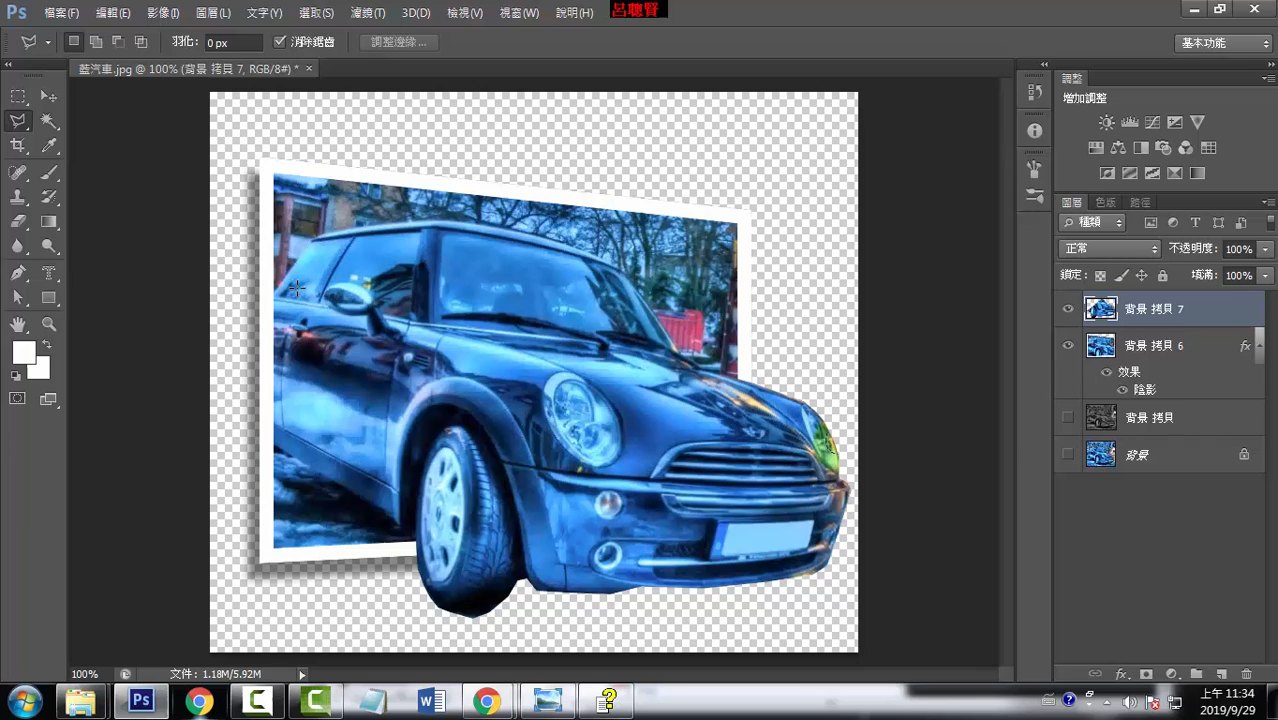 Ps 檔案(F) 編輯(E) 影像(I) 圖層(L) 文字(Y) 選取(S) 濾鏡(T) 3D(D) 檢視(V) 視窗(W) 說明(H) 呂聰賢
羽化: 0 px 消除鋸齒 調整邊緣... 基本功能
藍汽車.jpg @ 100% (背景 拷貝 7, RGB/8#) * ×
調整
增加調整
圖層 色版 路徑
種類
正常 不透明度: 100%
鎖定: 填滿: 100%
背景 拷貝 7
背景 拷貝 6 fx
效果
陰影
背景 拷貝
背景
100% 文件: 1.18M/5.92M
上午 11:34
2019/9/29